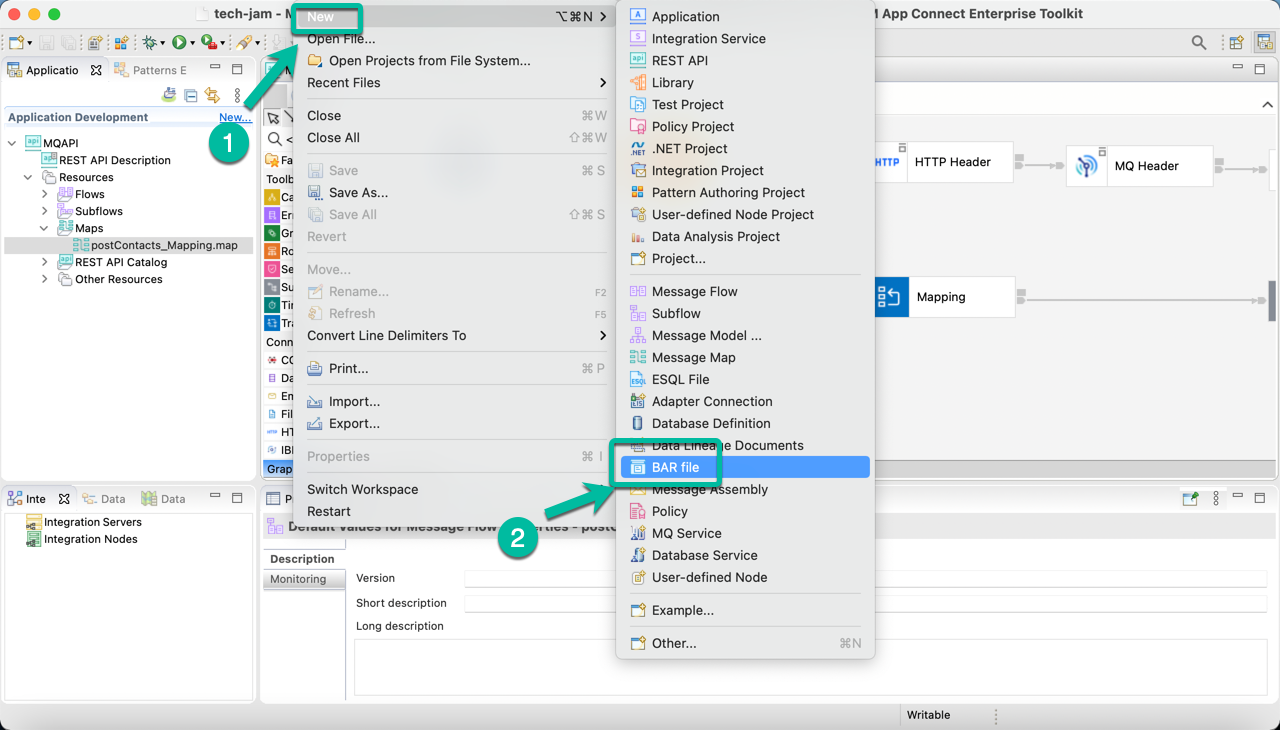 tech-jam - M
M App Connect Enterprise Toolkit
New
⌥⌘N
Open File...
Open Projects from File System...
Recent Files
Close
⌘W
Close All
⇧⌘W
Save
⌘ S
Save As...
Save All
⇧⌘ S
Revert
Move...
Rename...
F2
Refresh
F5
Convert Line Delimiters To
Print...
⌘ P
Import...
Export...
Properties
⌘ I
Switch Workspace
Restart
Application
Integration Service
REST API
Library
Test Project
Policy Project
.NET Project
Integration Project
Pattern Authoring Project
User-defined Node Project
Data Analysis Project
Project...
Message Flow
Subflow
Message Model ...
Message Map
ESQL File
Adapter Connection
Database Definition
Data Lineage Documents
BAR file
Message Assembly
Policy
MQ Service
Database Service
User-defined Node
Example...
Other...
⌘N
1
2
Applicatio
Patterns E
Application Development
New...
MQAPI
REST API Description
Resources
Flows
Subflows
Maps
postContacts_Mapping.map
REST API Catalog
Other Resources
Fa
Toolb
Ca
Err
Gr
Ro
Se
Su
Tir
Tra
Conn
CO
Da
Em
Fil
HT
IBI
Grap
HTTP
HTTP Header
MQ Header
Mapping
Inte
Data
Data
Integration Servers
Integration Nodes
Default Values for Message Flow
Description
Monitoring
Version
Short description
Long description
Writable